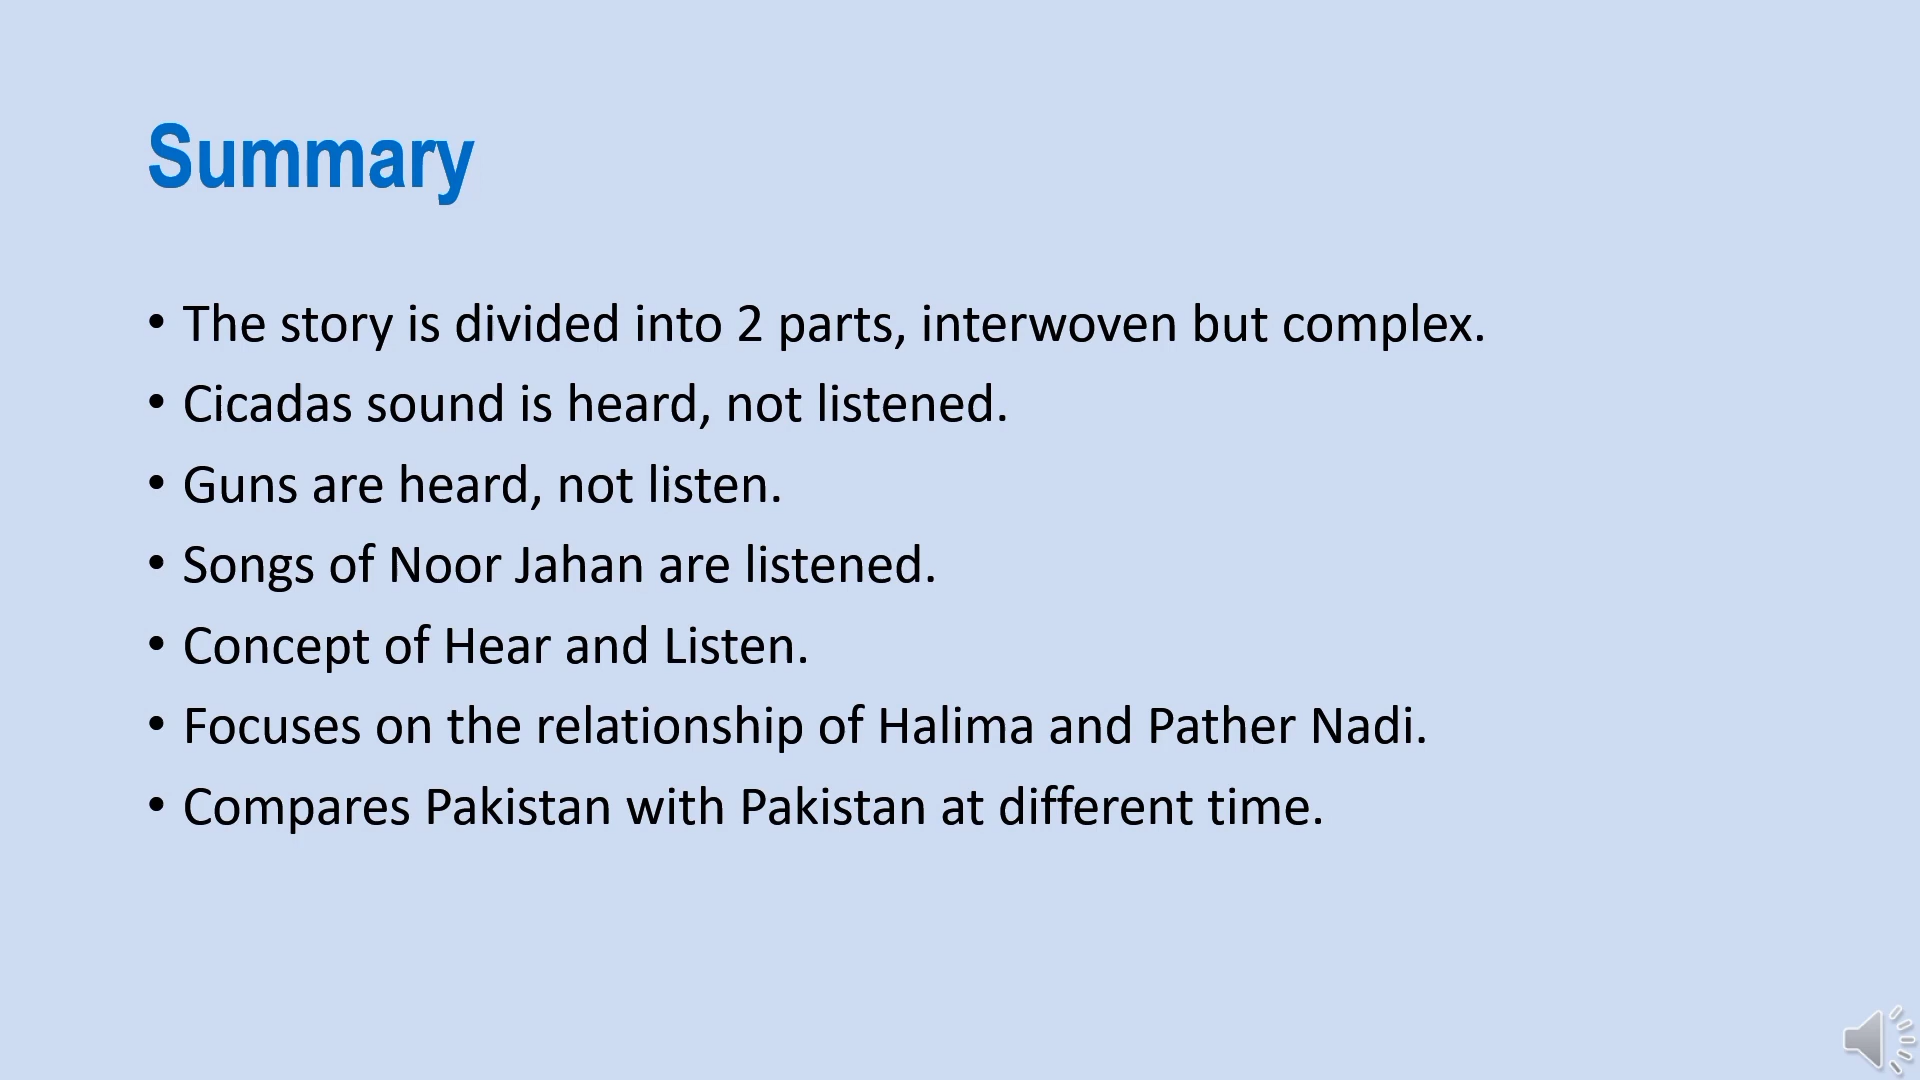 Summary
• The story is divided into 2 parts, interwoven but complex.
• Cicadas sound is heard, not listened.
• Guns are heard, not listen.
• Songs of Noor Jahan are listened.
• Concept of Hear and Listen.
• Focuses on the relationship of Halima and Pather Nadi.
• Compares Pakistan with Pakistan at different time.